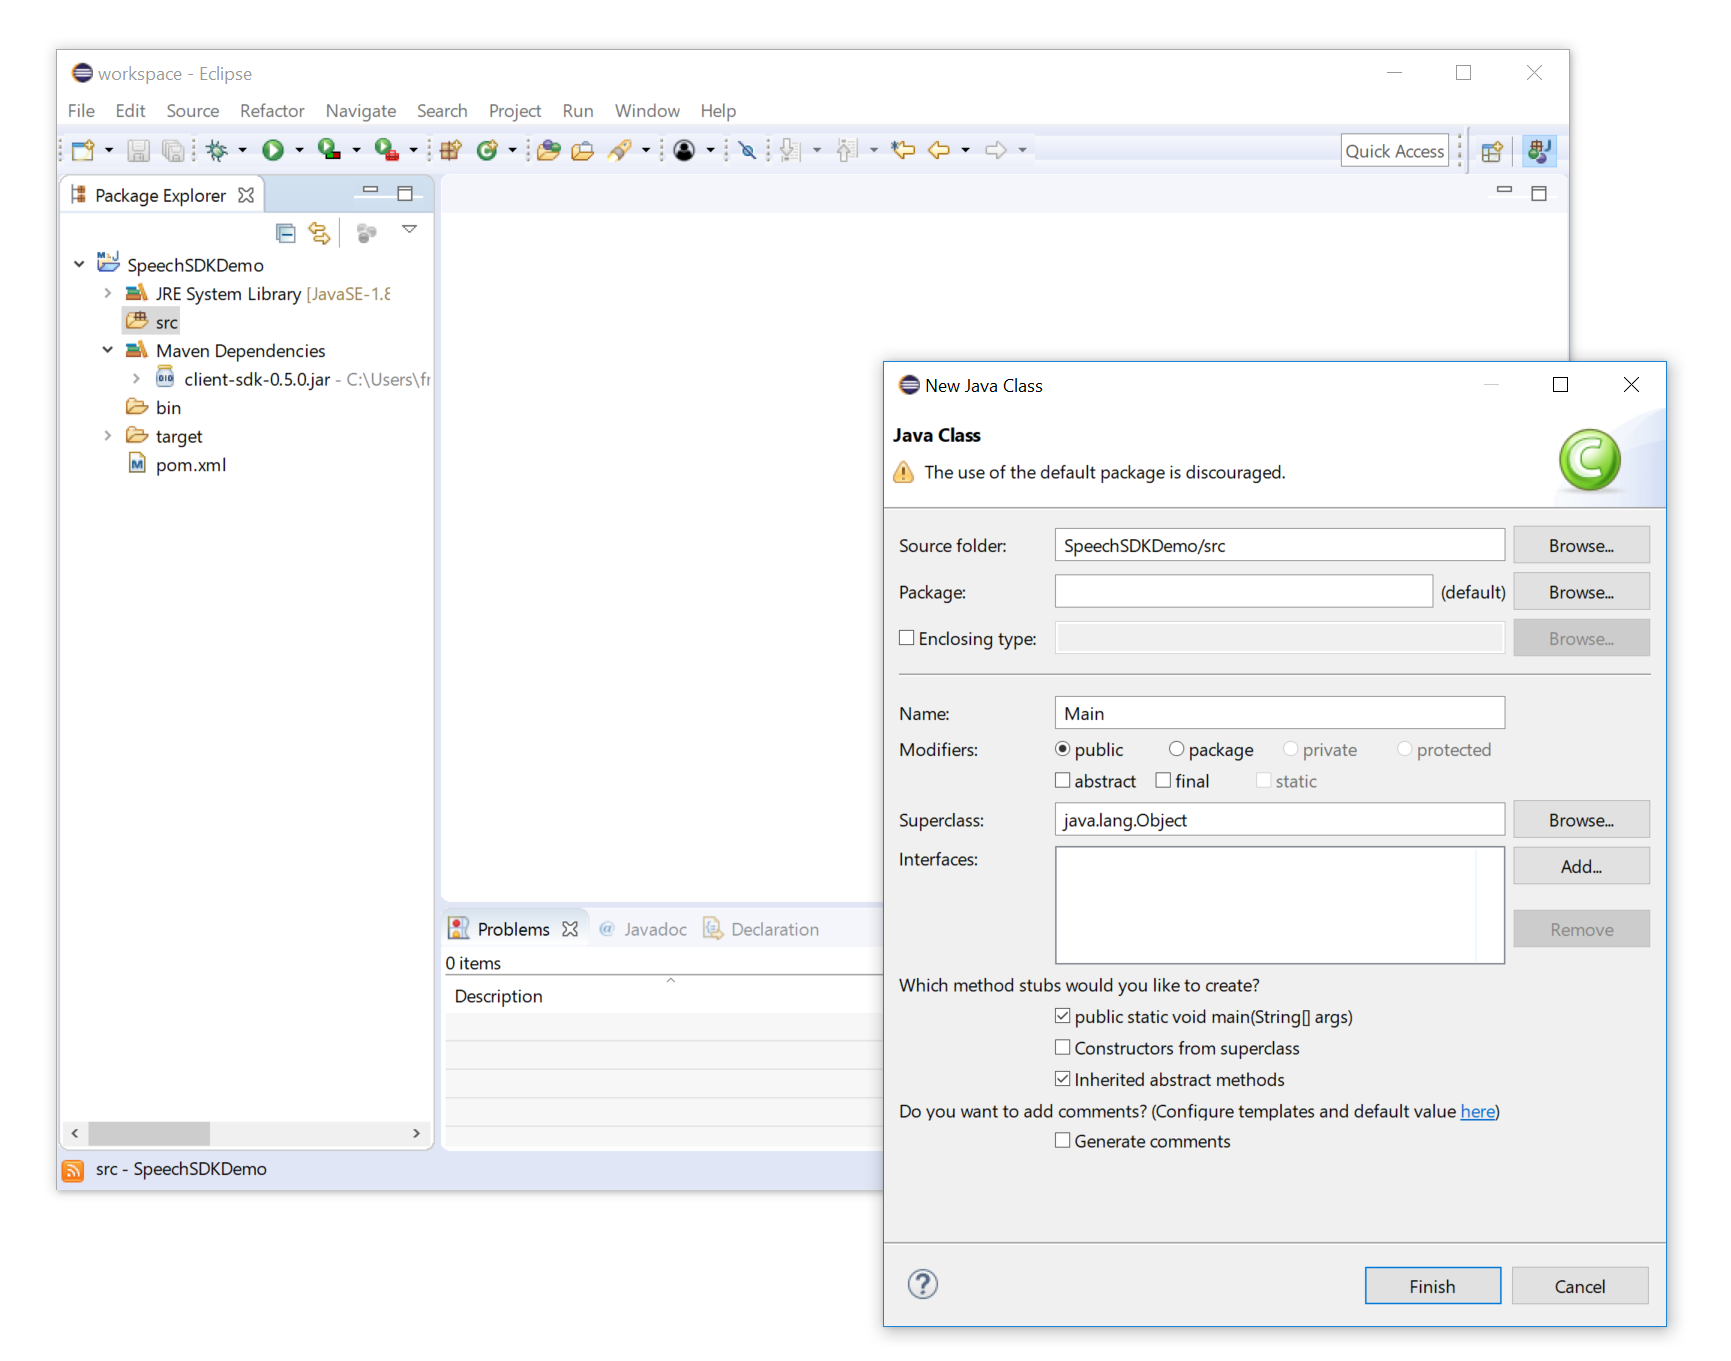 workspace - Eclipse
File Edit Source Refactor Navigate Search Project Run Window Help
Quick Access
Package Explorer
SpeechSDKDemo
JRE System Library [JavaSE-1.8
src
Maven Dependencies
client-sdk-0.5.0.jar - C:\Users\fr
bin
target
pom.xml
Problems Javadoc Declaration
0 items
Description
src - SpeechSDKDemo
New Java Class
Java Class
The use of the default package is discouraged.
Source folder: SpeechSDKDemo/src Browse...
Package: (default) Browse...
Enclosing type: Browse...
Name: Main
Modifiers: public package private protected
abstract final static
Superclass: java.lang.Object Browse...
Interfaces: Add...
Remove
Which method stubs would you like to create?
public static void main(String[] args)
Constructors from superclass
Inherited abstract methods
Do you want to add comments? (Configure templates and default value here)
Generate comments
Finish Cancel